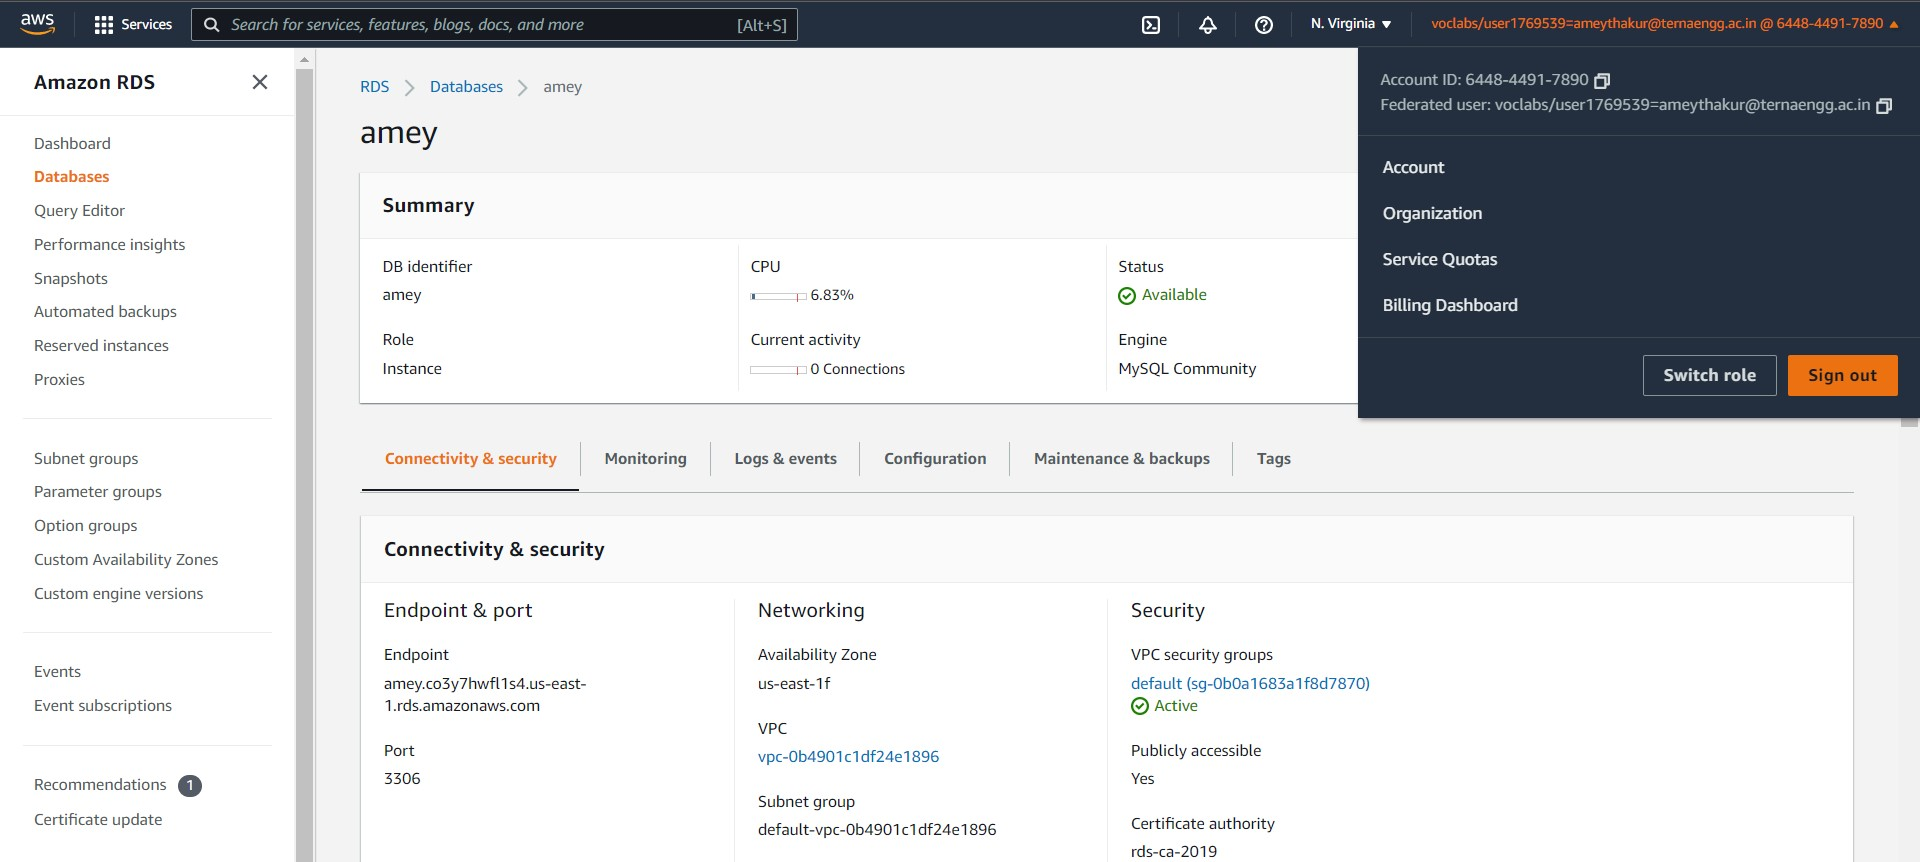 aws
Services
Search for services, features, blogs, docs, and more
[Alt+S]
N. Virginia
voclabs/user1769539=ameythakur@ternaengg.ac.in @ 6448-4491-7890
Account ID: 6448-4491-7890
Federated user: voclabs/user1769539=ameythakur@ternaengg.ac.in
Account
Organization
Service Quotas
Billing Dashboard
Switch role
Sign out
Amazon RDS
Dashboard
Databases
Query Editor
Performance insights
Snapshots
Automated backups
Reserved instances
Proxies
Subnet groups
Parameter groups
Option groups
Custom Availability Zones
Custom engine versions
Events
Event subscriptions
Recommendations 1
Certificate update
RDS
Databases
amey
amey
Summary
DB identifier
amey
Role
Instance
CPU
6.83%
Current activity
0 Connections
Status
Available
Engine
MySQL Community
Connectivity & security
Monitoring
Logs & events
Configuration
Maintenance & backups
Tags
Connectivity & security
Endpoint & port
Endpoint
amey.co3y7hwfl1s4.us-east-
1.rds.amazonaws.com
Port
3306
Networking
Availability Zone
us-east-1f
VPC
vpc-0b4901c1df24e1896
Subnet group
default-vpc-0b4901c1df24e1896
Security
VPC security groups
default (sg-0b0a1683a1f8d7870)
Active
Publicly accessible
Yes
Certificate authority
rds-ca-2019